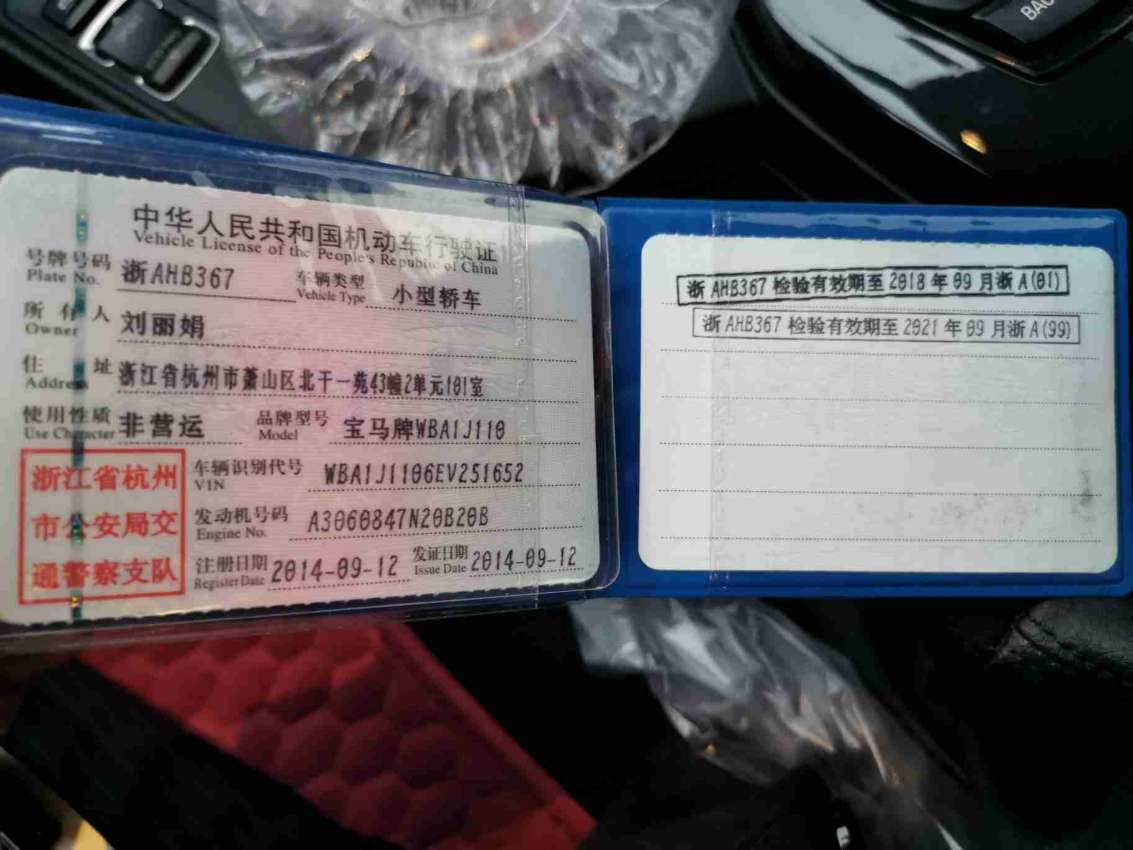 BAC
中华人民共和国机动车行驶证
Vehicle License of the People's Republic of China
号牌号码 浙AHB367 车辆类型 小型轿车
Plate No. Vehicle Type
所有人 刘丽娟
Owner
住址 浙江省杭州市萧山区北干一苑43幢2单元101室
Address
使用性质 非营运 品牌型号 宝马牌WBA1J110
Use Character Model
浙江省杭州
市公安局交
通警察支队
车辆识别代号 WBA1J1106EV251652
VIN
发动机号码 A3060847N20B20B
Engine No.
注册日期 2014-09-12 发证日期 2014-09-12
Register Date Issue Date
浙AHB367 检验有效期至 2018 年 09 月浙A(01)
浙AHB367 检验有效期至 2021 年 09 月浙A(99)